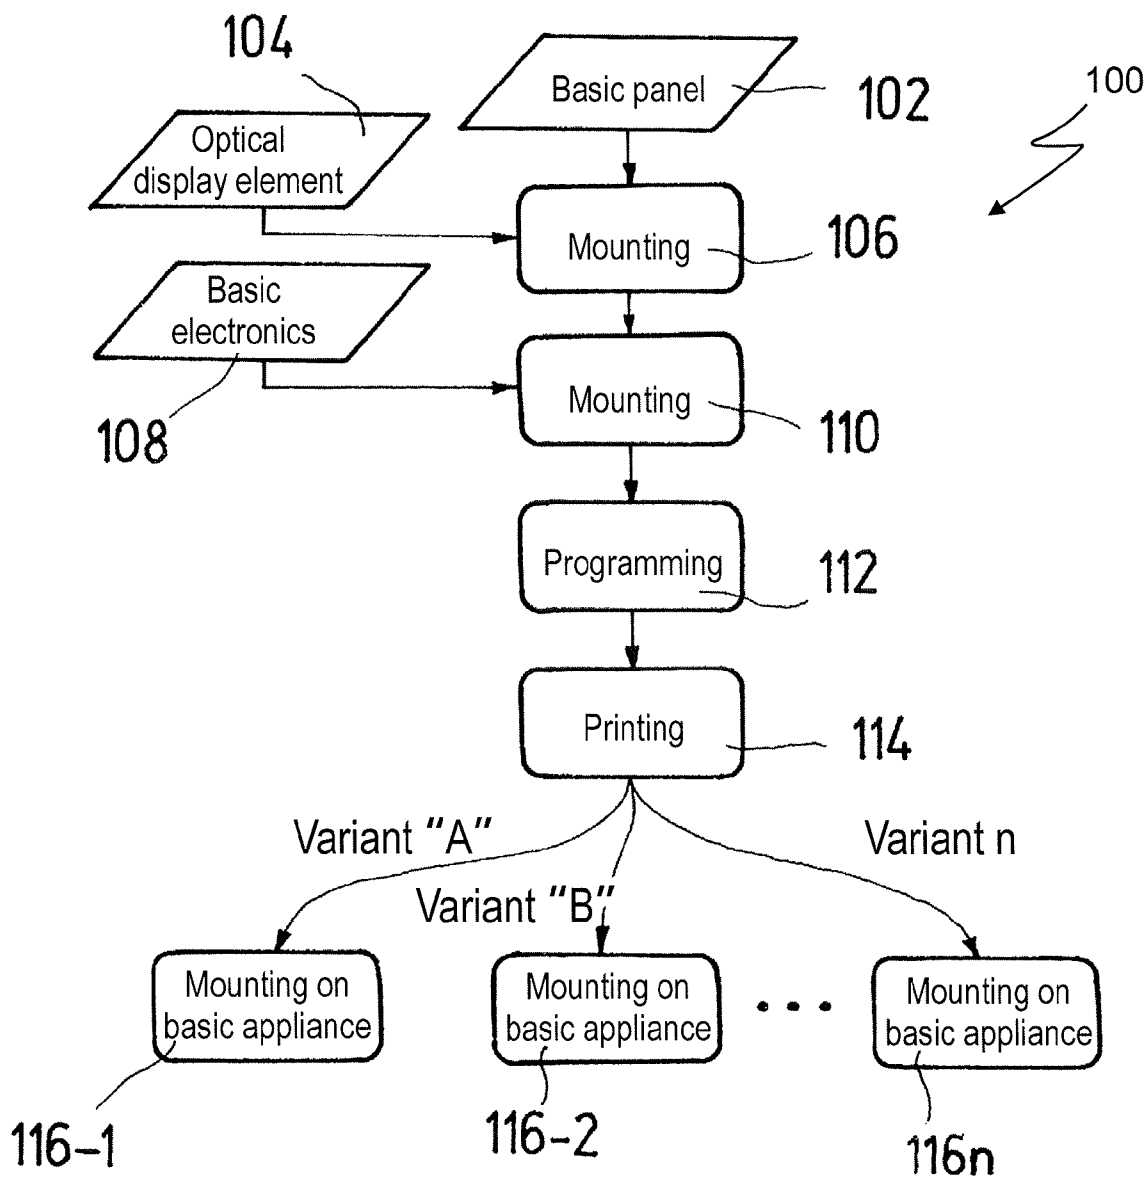 104
Basic panel
102
100
Optical
display element
Mounting
106
Basic
electronics
108
Mounting
110
Programming
112
Printing
114
Variant "A"
Variant "B"
Variant n
Mounting on
basic appliance
Mounting on
basic appliance
Mounting on
basic appliance
116-1
116-2
116n